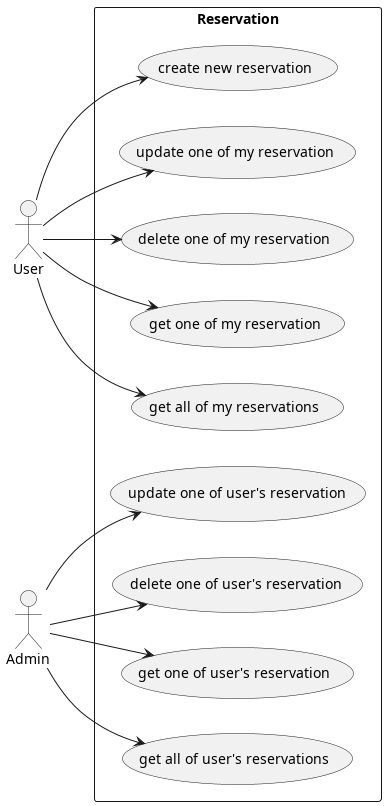 Reservation
create new reservation
update one of my reservation
delete one of my reservation
User
get one of my reservation
get all of my reservations
update one of user's reservation
delete one of user's reservation
Admin
get one of user's reservation
get all of user's reservations